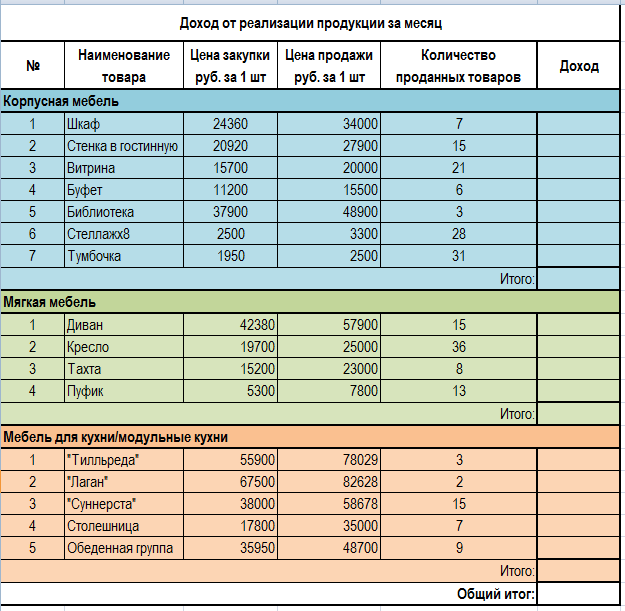 Доход от реализации продукции за месяц
№ Наименование товара Цена закупки руб. за 1 шт Цена продажи руб. за 1 шт Количество проданных товаров Доход
Корпусная мебель
1 Шкаф 24360 34000 7
2 Стенка в гостинную 20920 27900 15
3 Витрина 15700 20000 21
4 Буфет 11200 15500 6
5 Библиотека 37900 48900 3
6 Стеллажх8 2500 3300 28
7 Тумбочка 1950 2500 31
Итого:
Мягкая мебель
1 Диван 42380 57900 15
2 Кресло 19700 25000 36
3 Тахта 15200 23000 8
4 Пуфик 5300 7800 13
Итого:
Мебель для кухни/модульные кухни
1 "Тилльреда" 55900 78029 3
2 "Лаган" 67500 82628 2
3 "Суннерста" 38000 58678 15
4 Столешница 17800 35000 7
5 Обеденная группа 35950 48700 9
Итого:
Общий итог: